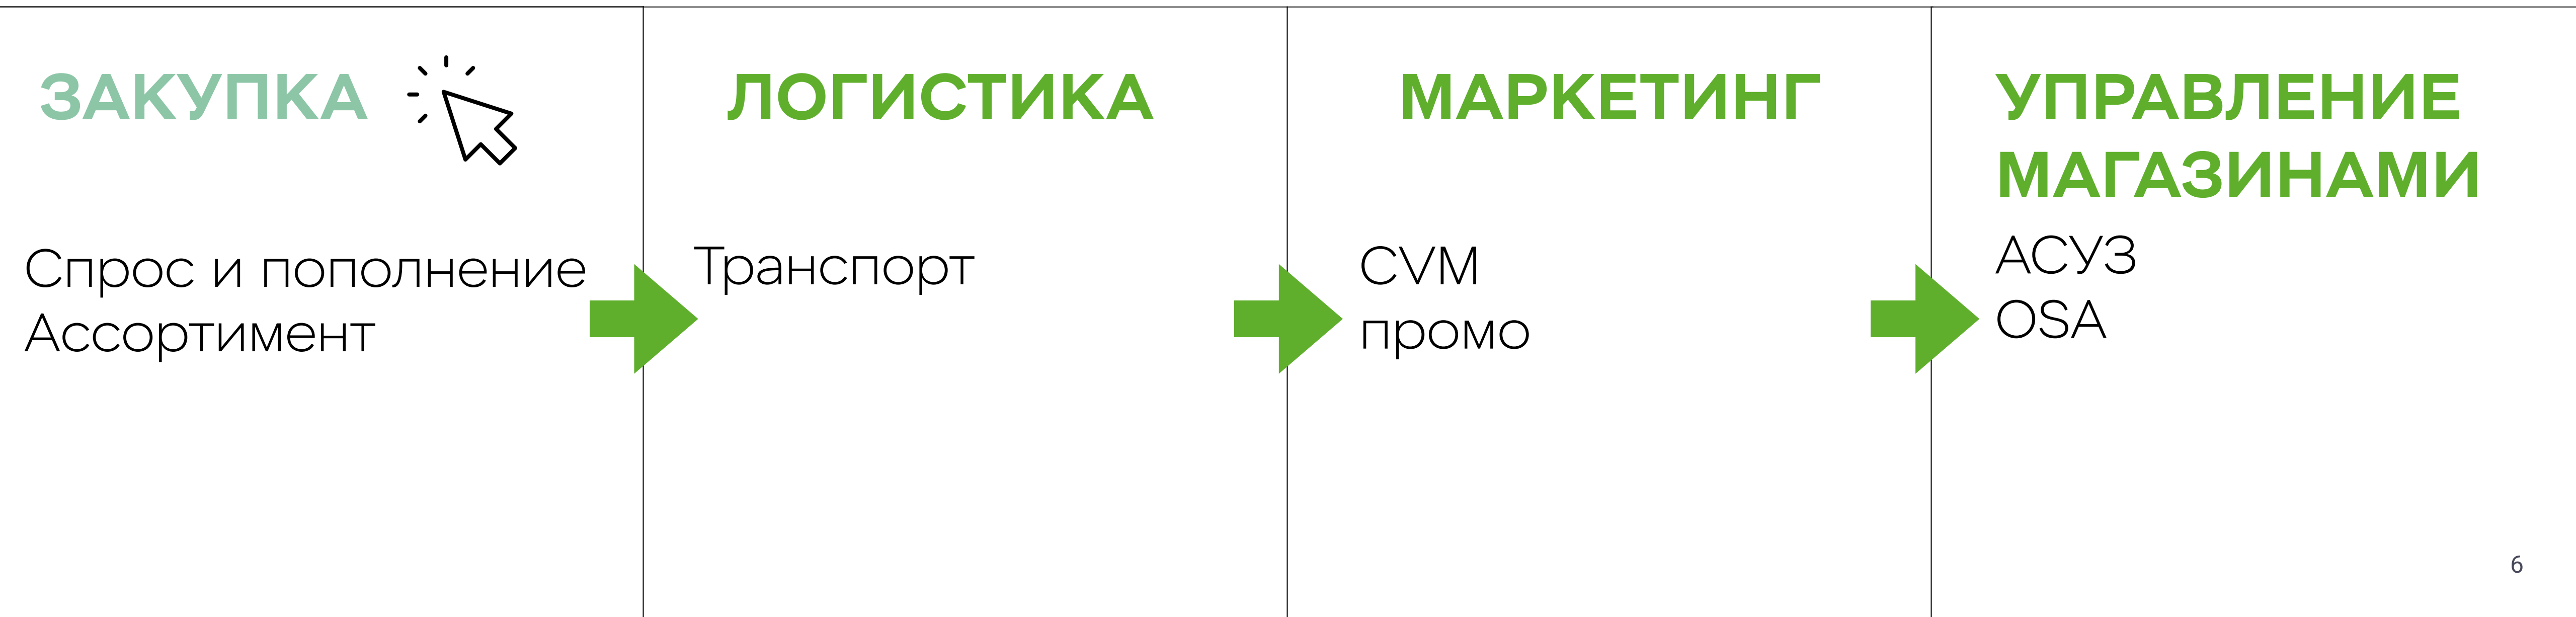 ЗАКУПКА
Спрос и пополнение
Ассортимент
ЛОГИСТИКА
Транспорт
МАРКЕТИНГ
CVM
промо
УПРАВЛЕНИЕ
МАГАЗИНАМИ
АСУЗ
OSA
6